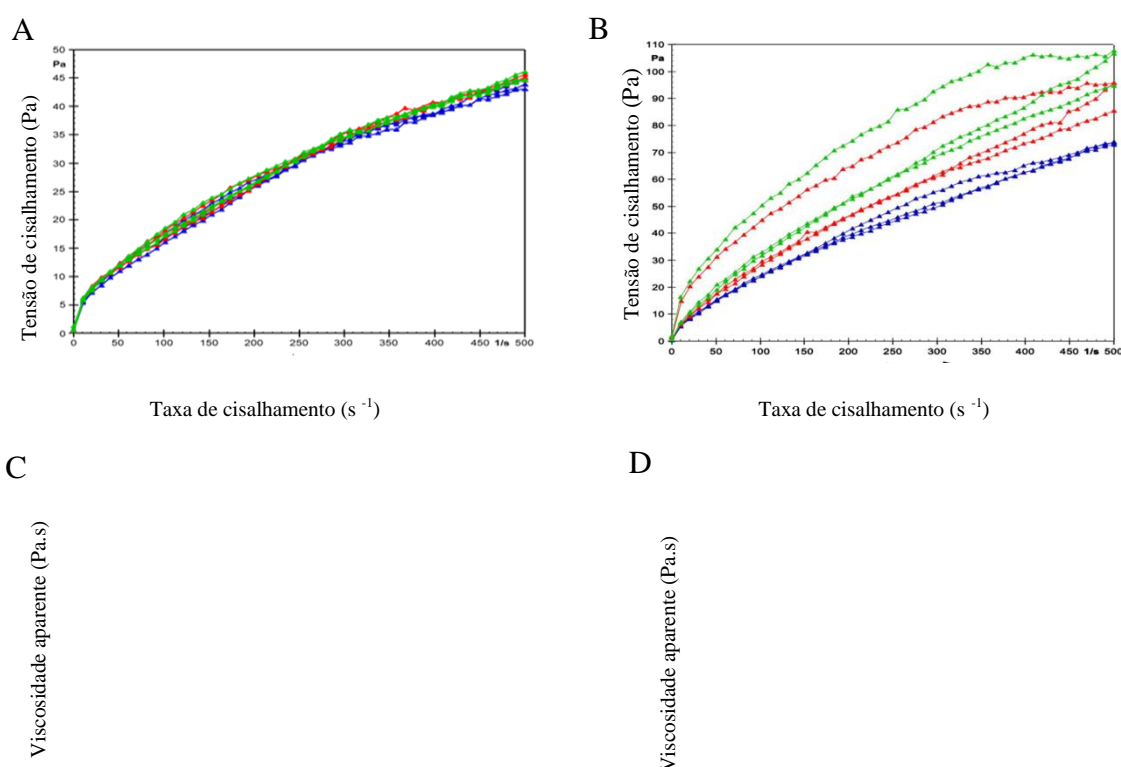 A
B
50
Pa
45
40
35
30
25
20
15
10
5
0
Tensão de cisalhamento (Pa)
0 50 100 150 200 250 300 350 400 450 1/s 500
Taxa de cisalhamento (s -1)
110
Pa
100
90
80
70
60
50
40
30
20
10
0
Tensão de cisalhamento (Pa)
0 50 100 150 200 250 300 350 400 450 1/s 500
Taxa de cisalhamento (s -1)
C
D
Viscosidade aparente (Pa.s)
Viscosidade aparente (Pa.s)